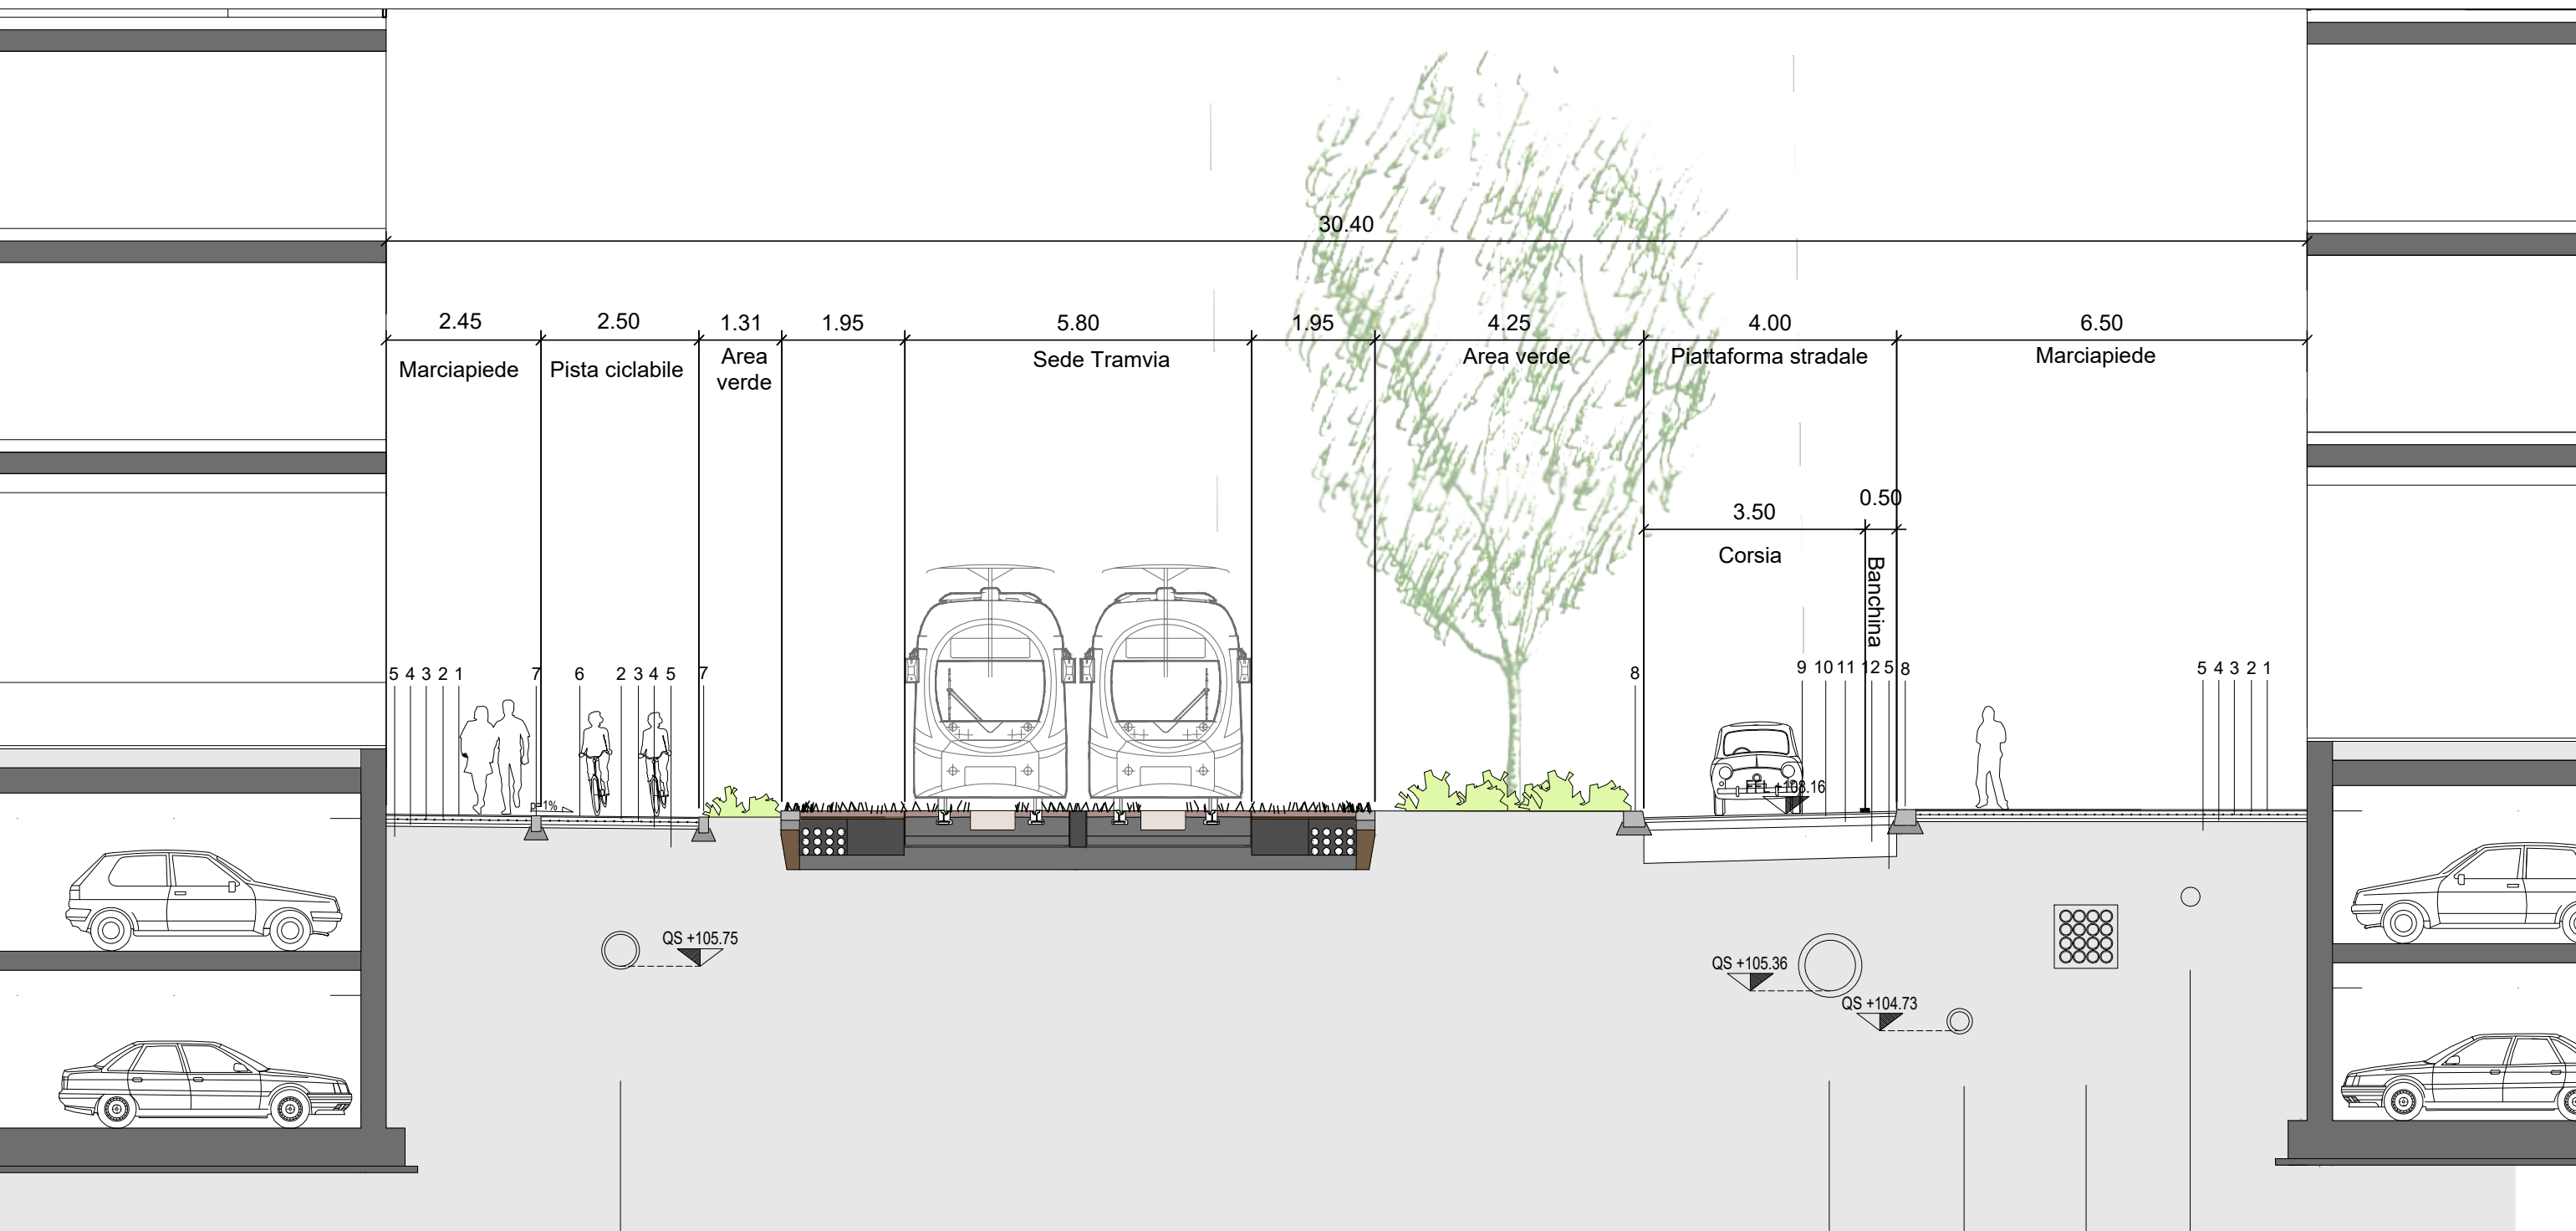 30.40
2.45 2.50 1.31 1.95 5.80 1.95 4.25 4.00 6.50
Marciapiede Pista ciclabile Area verde Sede Tramvia Area verde Piattaforma stradale Marciapiede
3.50 0.50
Corsia Banchina
5 4 3 2 1 7 6 2 3 4 5 7 8 9 10 11 12 5 8 5 4 3 2 1
p=1%
+108.16
QS +105.75
QS +105.36
QS +104.73